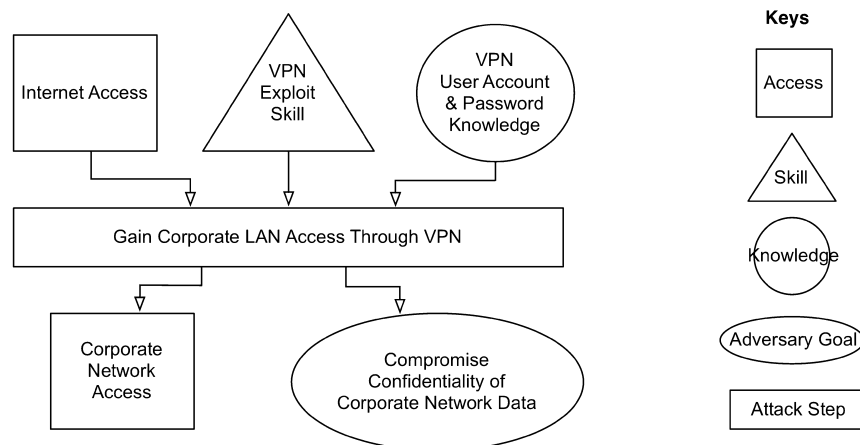 Internet Access
VPN
Exploit
Skill
VPN
User Account
& Password
Knowledge
Gain Corporate LAN Access Through VPN
Corporate
Network
Access
Compromise
Confidentiality of
Corporate Network Data
Keys
Access
Skill
Knowledge
Adversary Goal
Attack Step